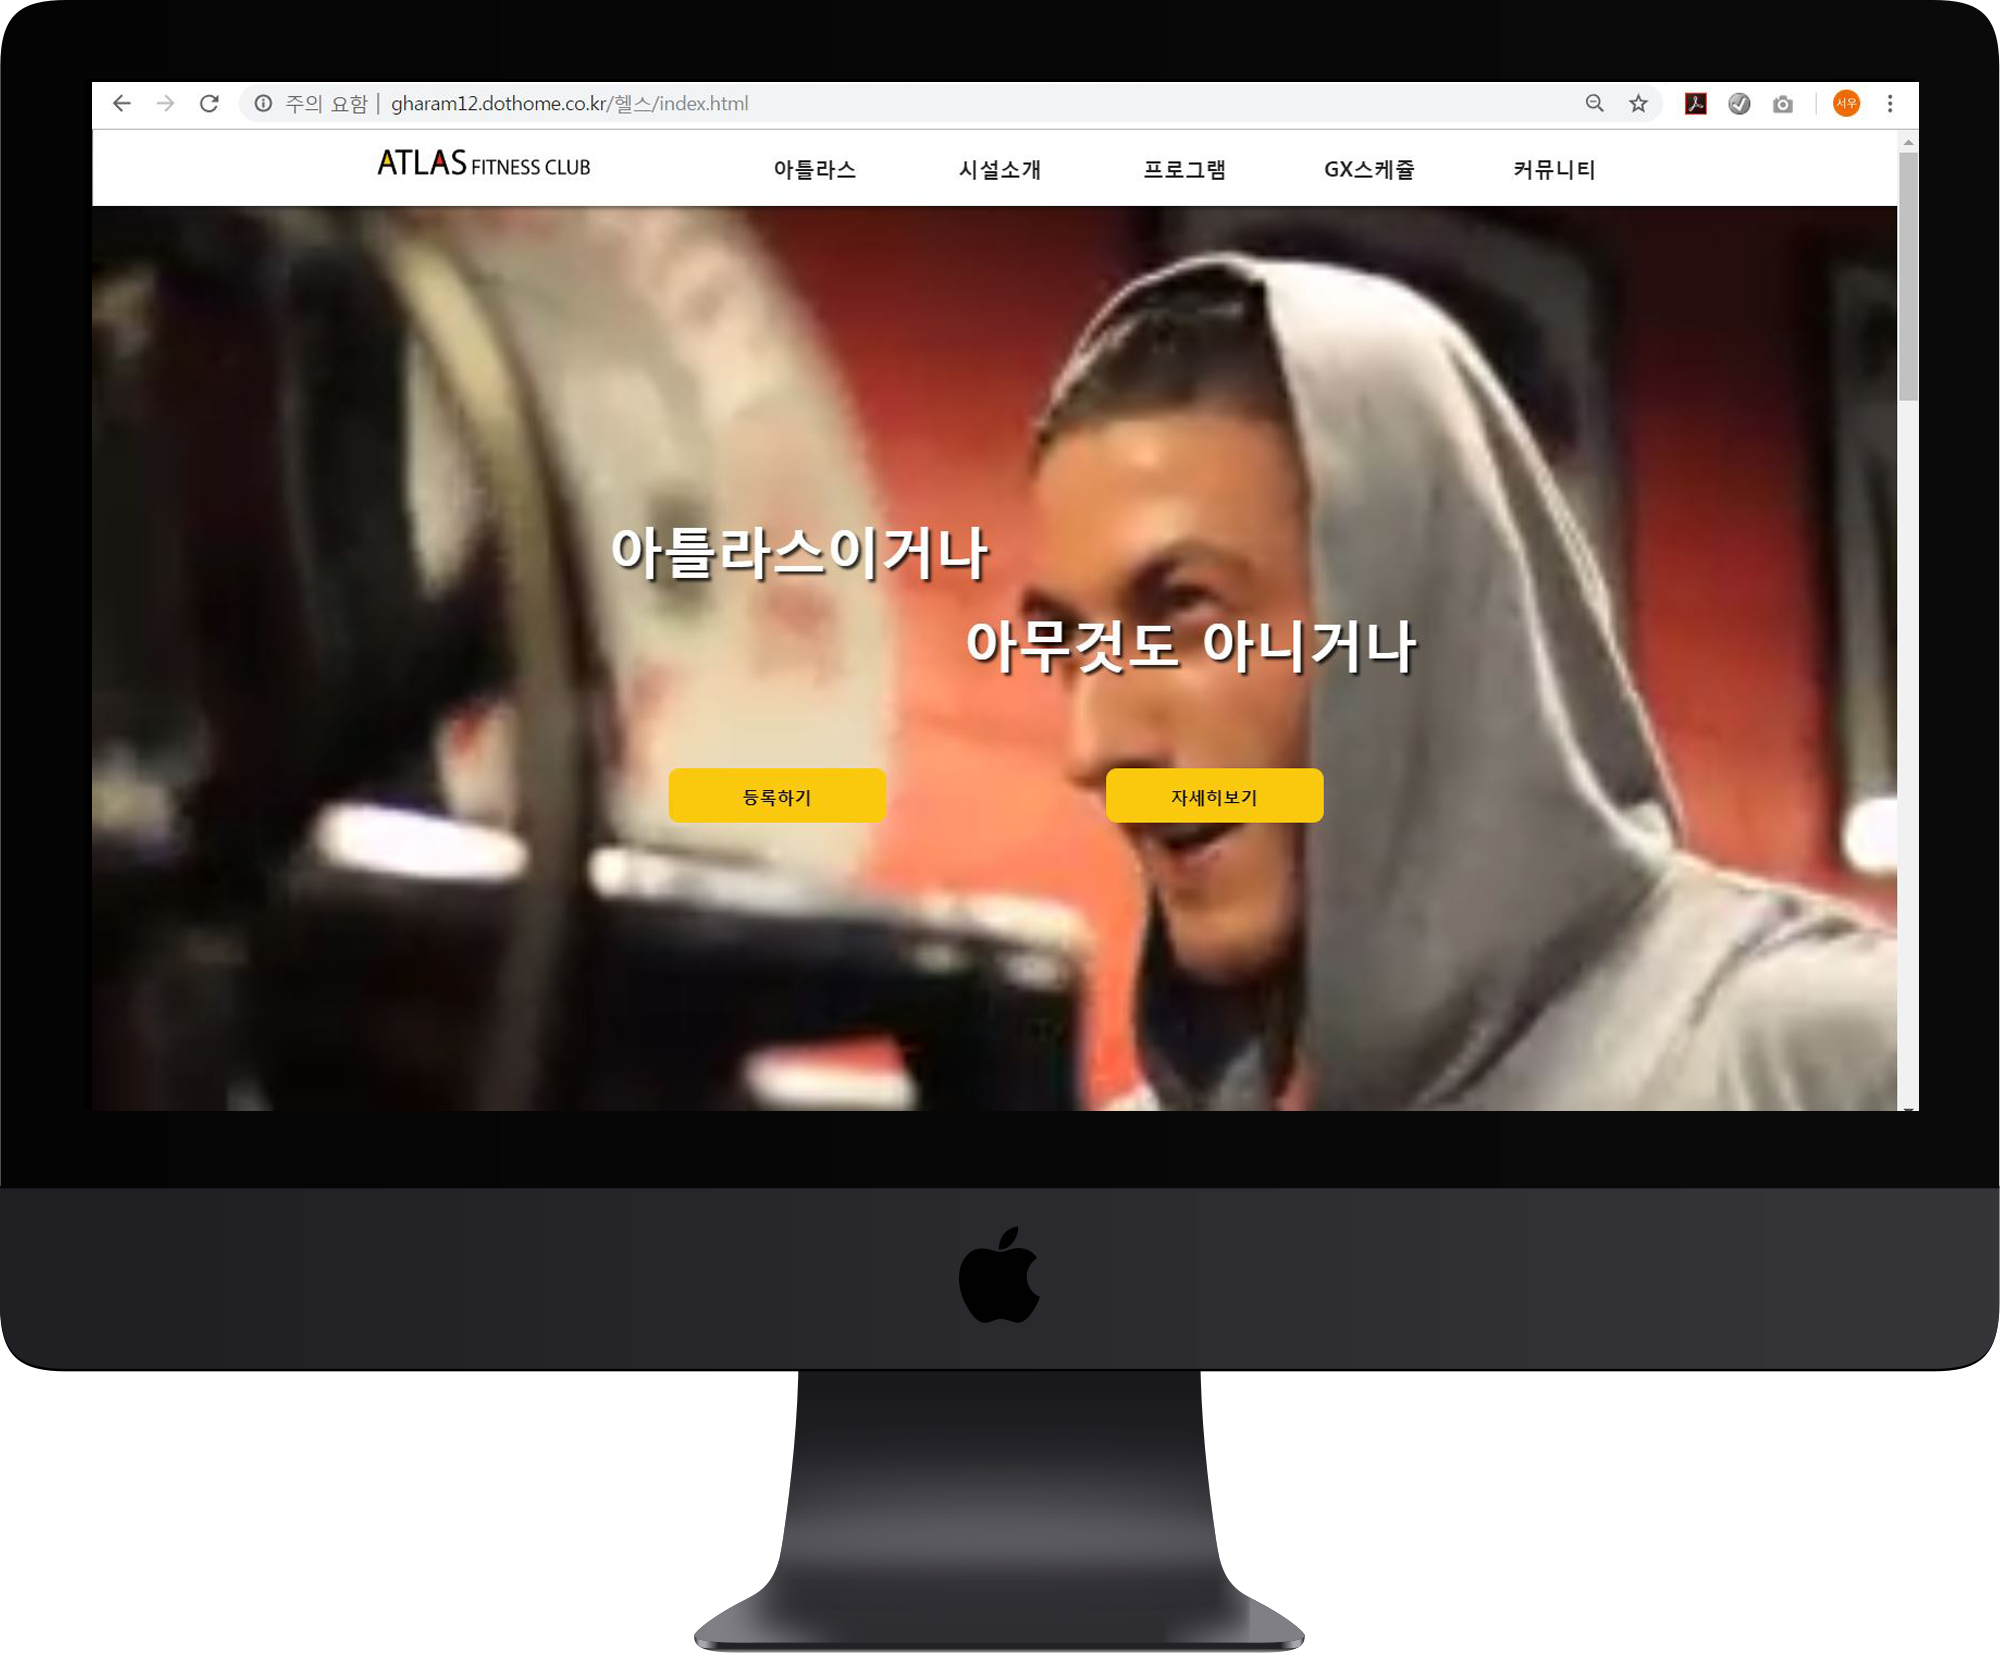 주의 요함 | gharam12.dothome.co.kr/헬스/index.html
서우
ATLAS FITNESS CLUB 아틀라스 시설소개 프로그램 GX스케쥴 커뮤니티
아틀라스이거나
아무것도 아니거나
등록하기 자세히보기